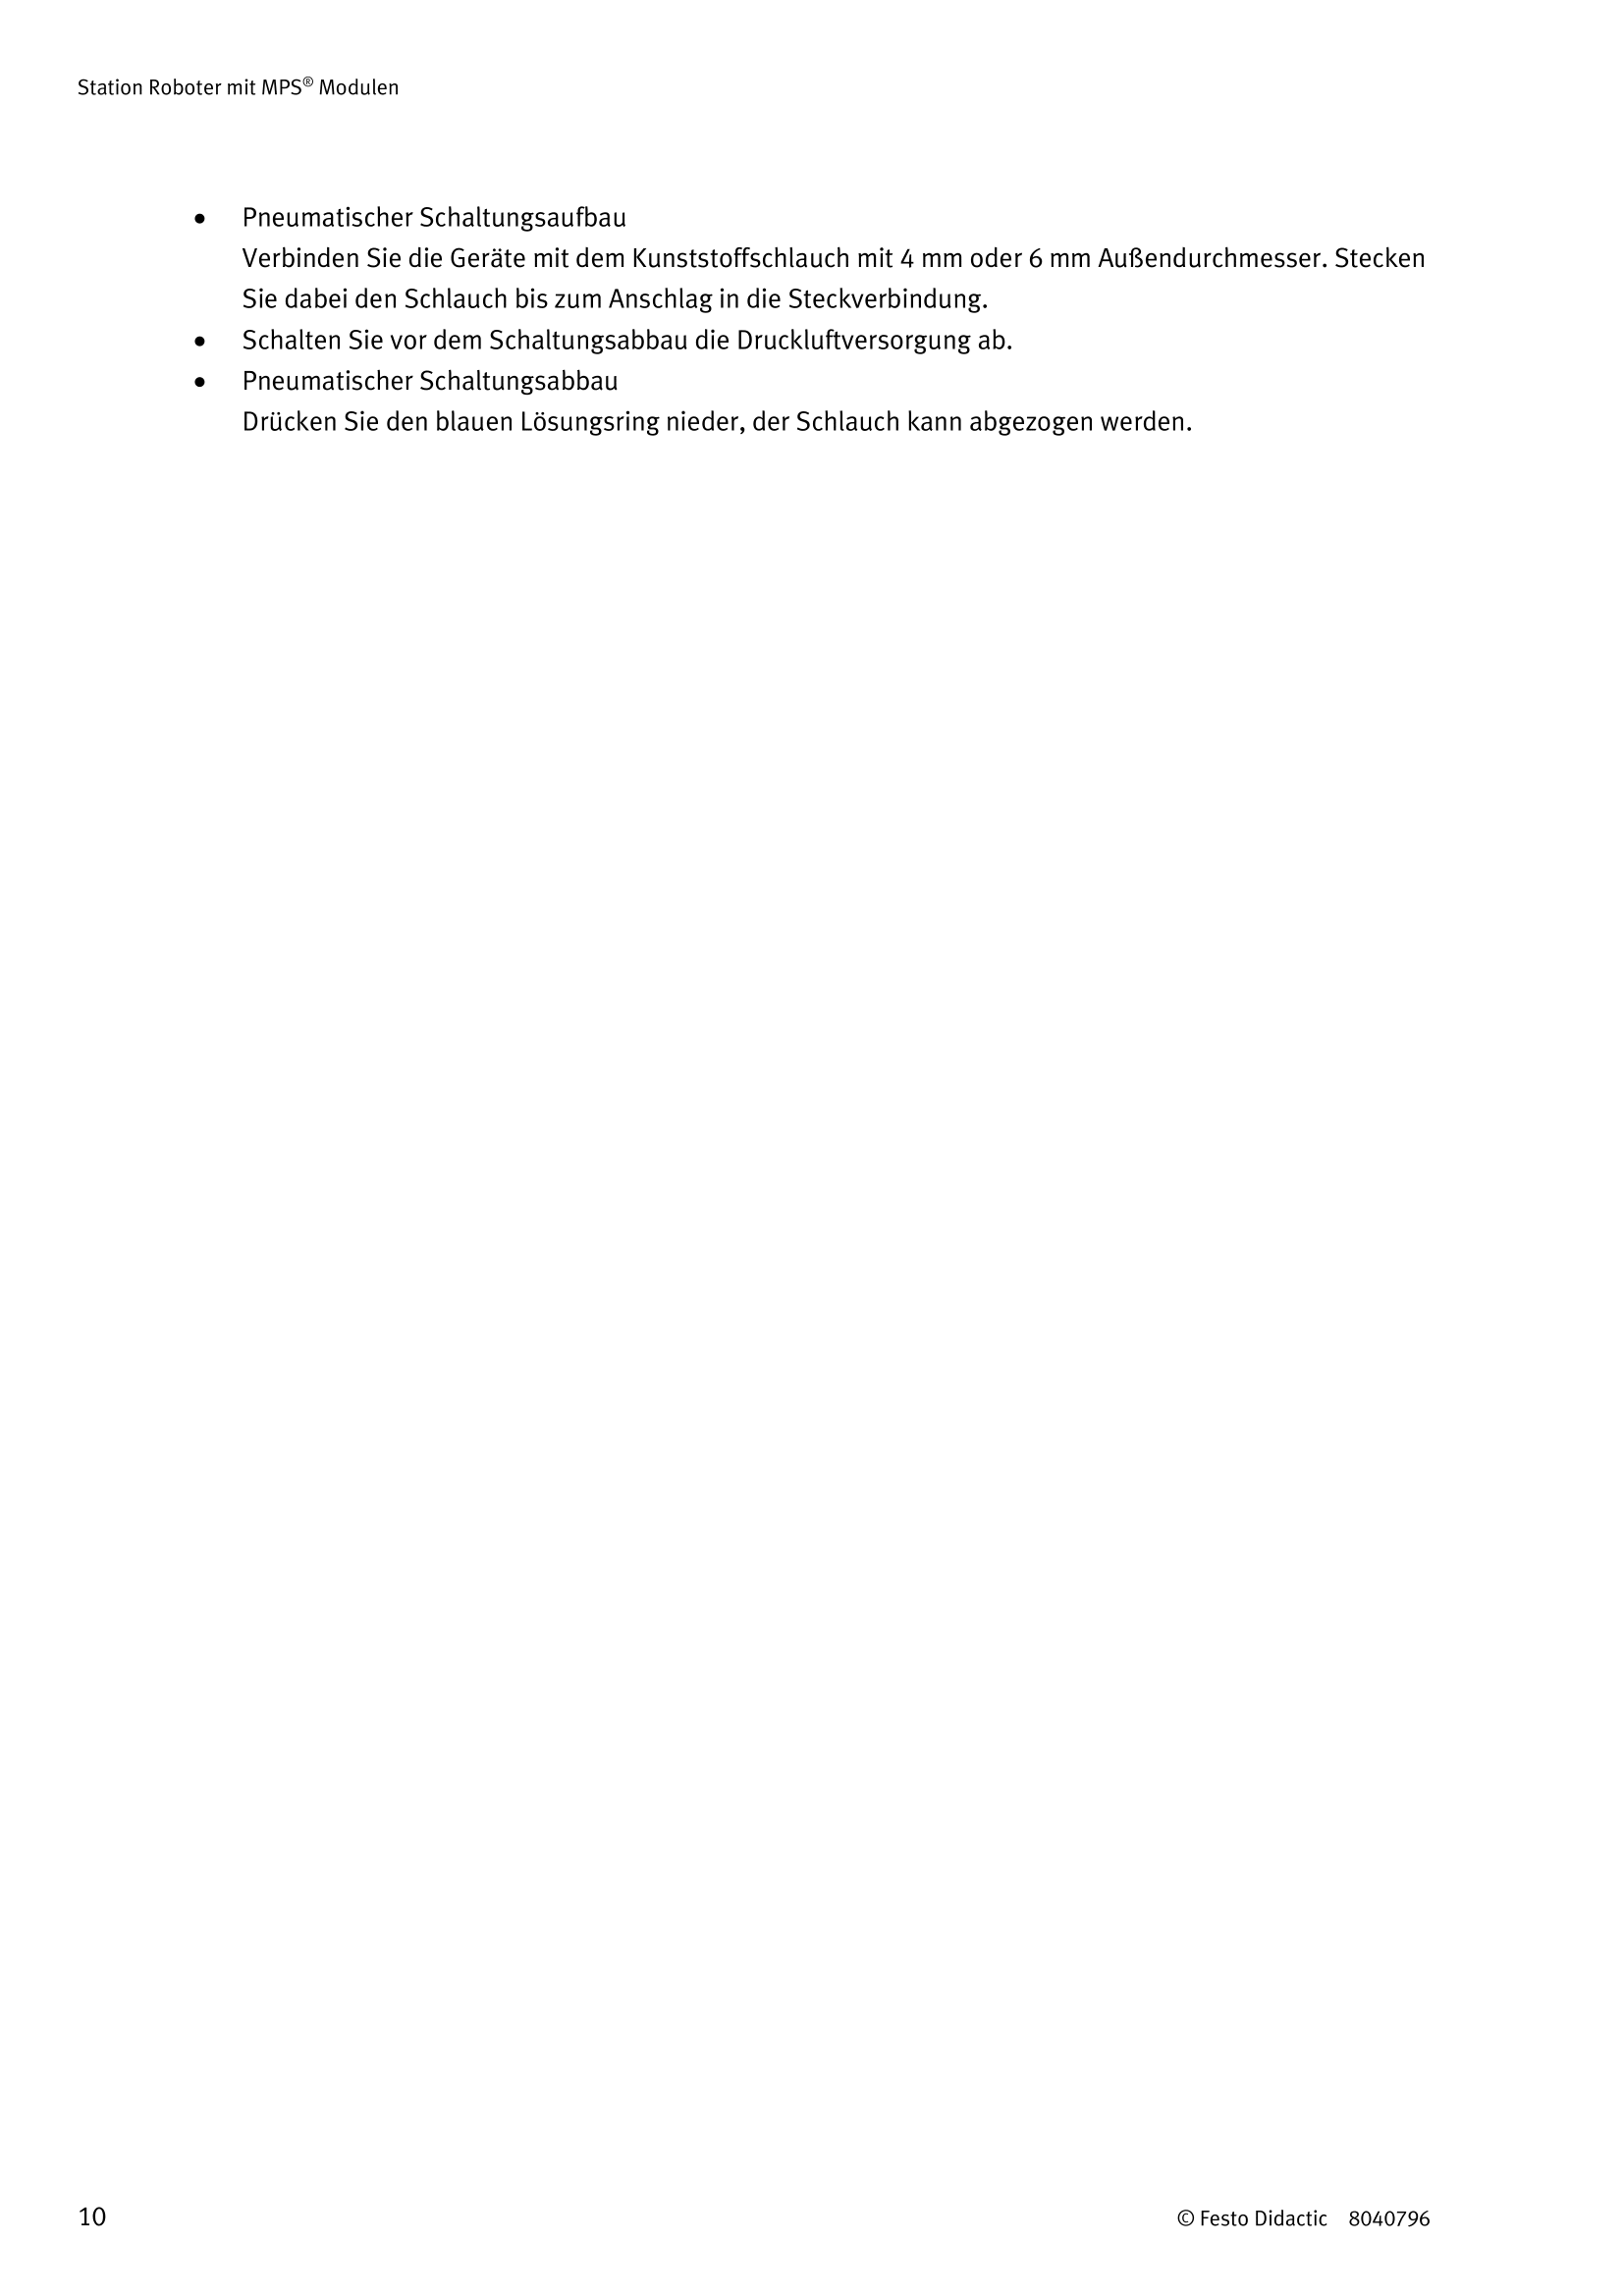 Station Roboter mit MPS® Modulen
• Pneumatischer Schaltungsaufbau
Verbinden Sie die Geräte mit dem Kunststoffschlauch mit 4 mm oder 6 mm Außendurchmesser. Stecken
Sie dabei den Schlauch bis zum Anschlag in die Steckverbindung.
• Schalten Sie vor dem Schaltungsabbau die Druckluftversorgung ab.
• Pneumatischer Schaltungsabbau
Drücken Sie den blauen Lösungsring nieder, der Schlauch kann abgezogen werden.
10 © Festo Didactic 8040796